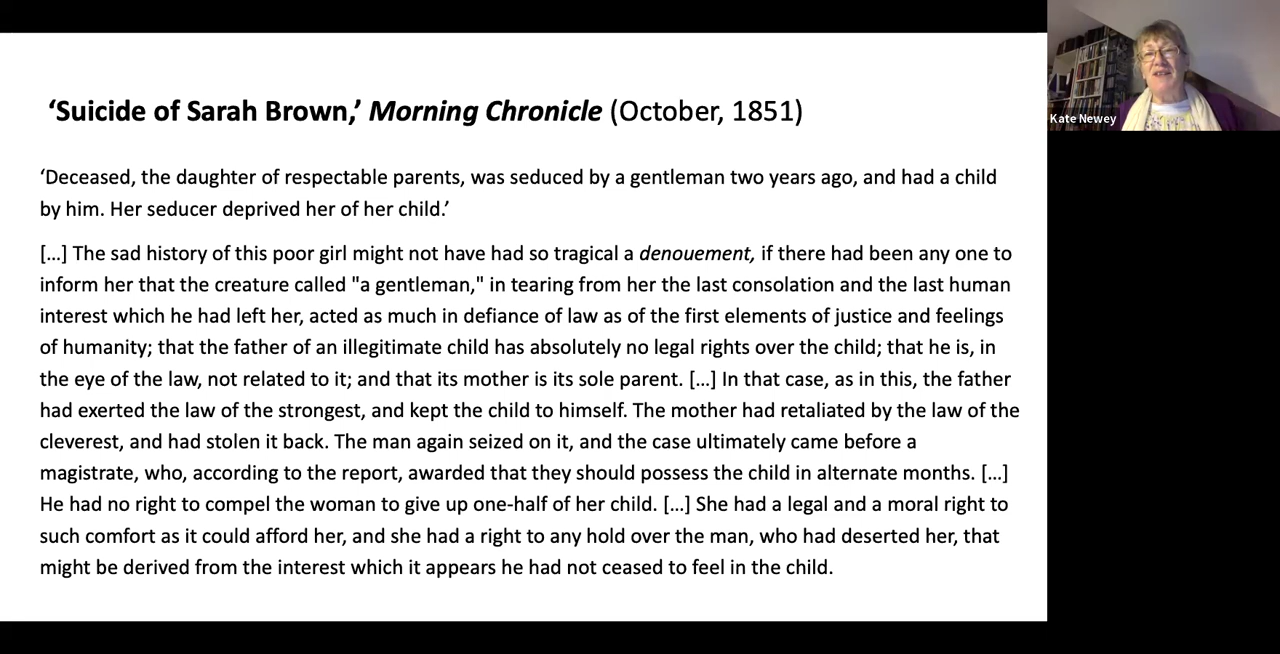 ‘Suicide of Sarah Brown,’ Morning Chronicle (October, 1851)
‘Deceased, the daughter of respectable parents, was seduced by a gentleman two years ago, and had a child
by him. Her seducer deprived her of her child.’
[…] The sad history of this poor girl might not have had so tragical a denouement, if there had been any one to
inform her that the creature called "a gentleman," in tearing from her the last consolation and the last human
interest which he had left her, acted as much in defiance of law as of the first elements of justice and feelings
of humanity; that the father of an illegitimate child has absolutely no legal rights over the child; that he is, in
the eye of the law, not related to it; and that its mother is its sole parent. […] In that case, as in this, the father
had exerted the law of the strongest, and kept the child to himself. The mother had retaliated by the law of the
cleverest, and had stolen it back. The man again seized on it, and the case ultimately came before a
magistrate, who, according to the report, awarded that they should possess the child in alternate months. […]
He had no right to compel the woman to give up one-half of her child. […] She had a legal and a moral right to
such comfort as it could afford her, and she had a right to any hold over the man, who had deserted her, that
might be derived from the interest which it appears he had not ceased to feel in the child.
Kate Newey